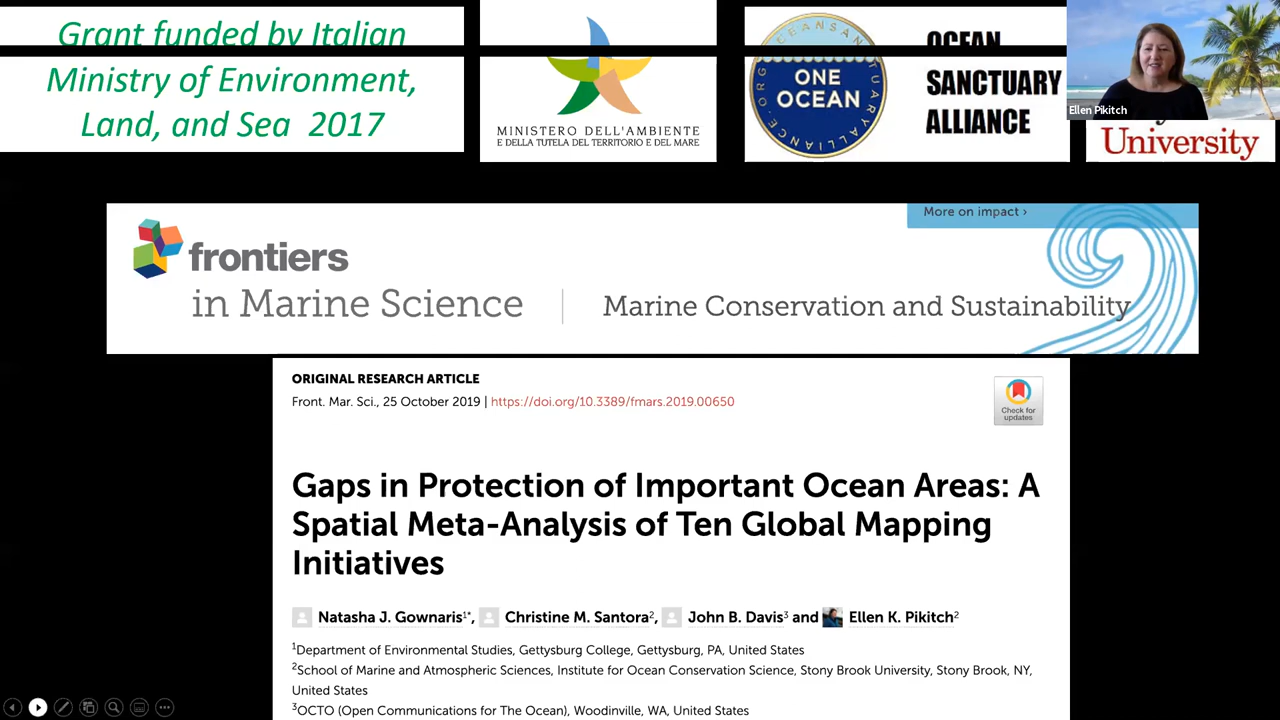 Grant funded by Italian
Ministry of Environment,
Land, and Sea 2017
MINISTERO DELL'AMBIENTE
E DELLA TUTELA DEL TERRITORIO E DEL MARE
ONE
OCEAN
OCEAN
SANCTUARY
ALLIANCE
Ellen Pikitch
University
More on impact ›
frontiers
in Marine Science
Marine Conservation and Sustainability
ORIGINAL RESEARCH ARTICLE
Front. Mar. Sci., 25 October 2019 | https://doi.org/10.3389/fmars.2019.00650
Check for
updates
Gaps in Protection of Important Ocean Areas: A
Spatial Meta-Analysis of Ten Global Mapping
Initiatives
Natasha J. Gownaris1*, Christine M. Santora2, John B. Davis3 and Ellen K. Pikitch2
1Department of Environmental Studies, Gettysburg College, Gettysburg, PA, United States
2School of Marine and Atmospheric Sciences, Institute for Ocean Conservation Science, Stony Brook University, Stony Brook, NY,
United States
3OCTO (Open Communications for The Ocean), Woodinville, WA, United States